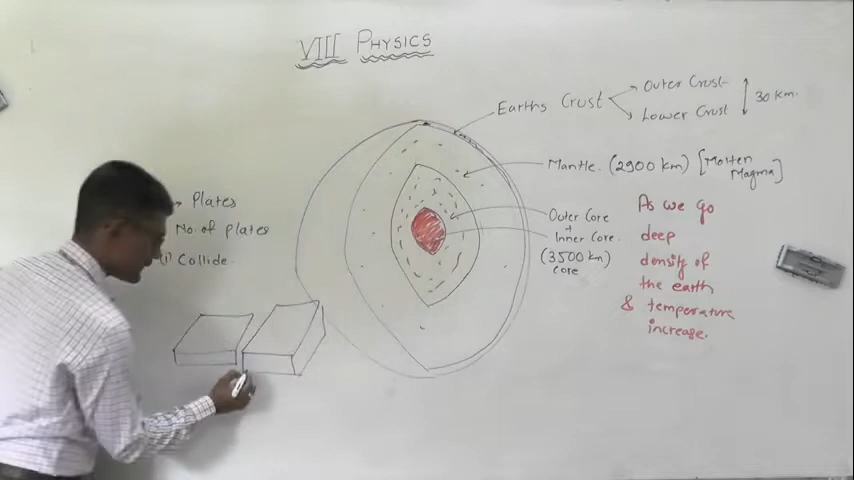 VIII PHYSICS
Earths Crust
Outer Crust
Lower Crust
30 km.
Mantle. (2900 km) [Molten
Magma]
Outer Core
+
Inner Core.
(3500 km)
core
As we go
deep
density of
the earth
& temperature
increase.
Plates
No. of plates
(1) Collide